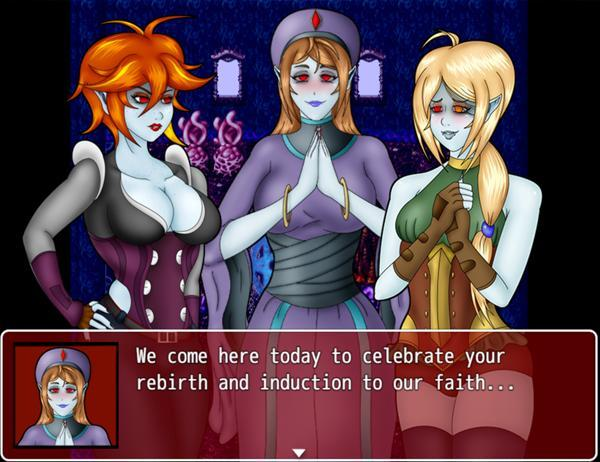 We come here today to celebrate your
rebirth and induction to our faith...